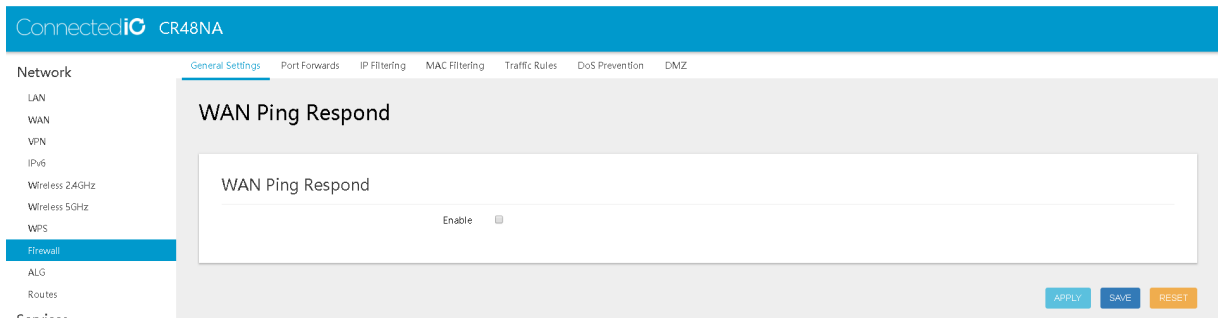 ConnectediO CR48NA
Network
LAN
WAN
VPN
IPv6
Wireless 2.4GHz
Wireless 5GHz
WPS
Firewall
ALG
Routes
Services
General Settings Port Forwards IP Filtering MAC Filtering Traffic Rules DoS Prevention DMZ
WAN Ping Respond
WAN Ping Respond
Enable
APPLY SAVE RESET